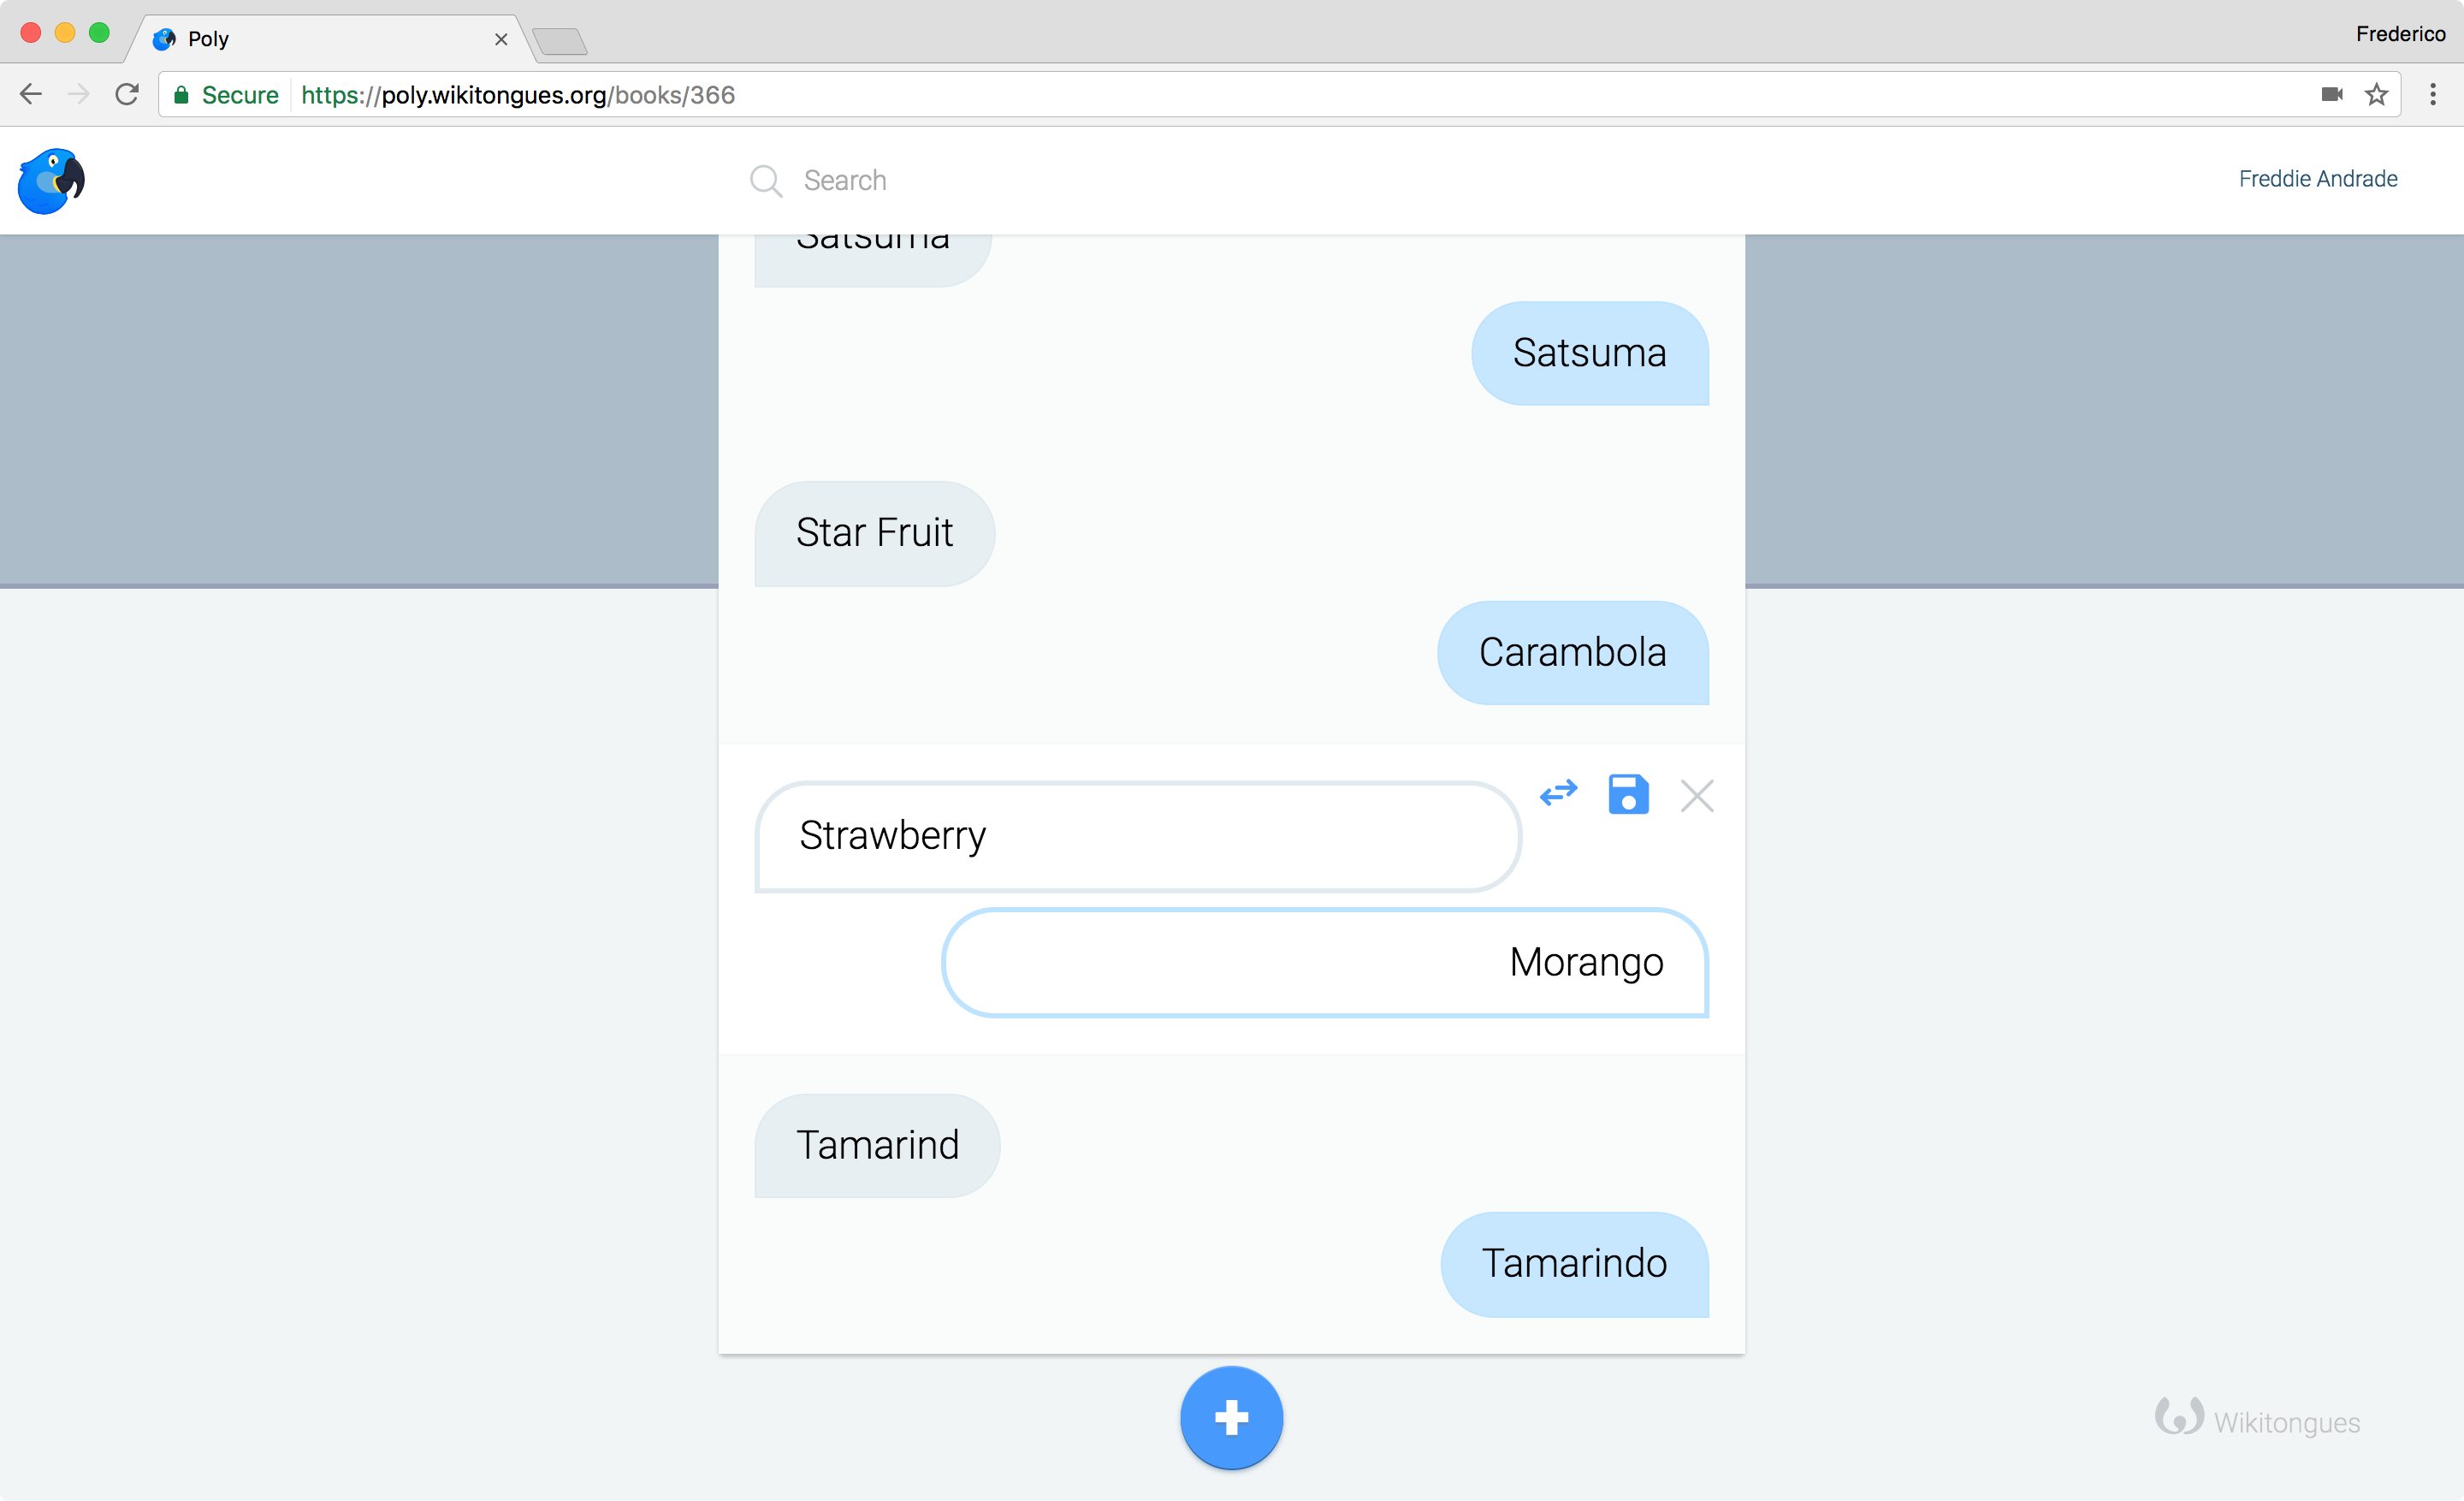 Poly
Frederico
Secure
https://poly.wikitongues.org/books/366
Search
Freddie Andrade
Satsuma
Satsuma
Star Fruit
Carambola
Strawberry
Morango
Tamarind
Tamarindo
Wikitongues